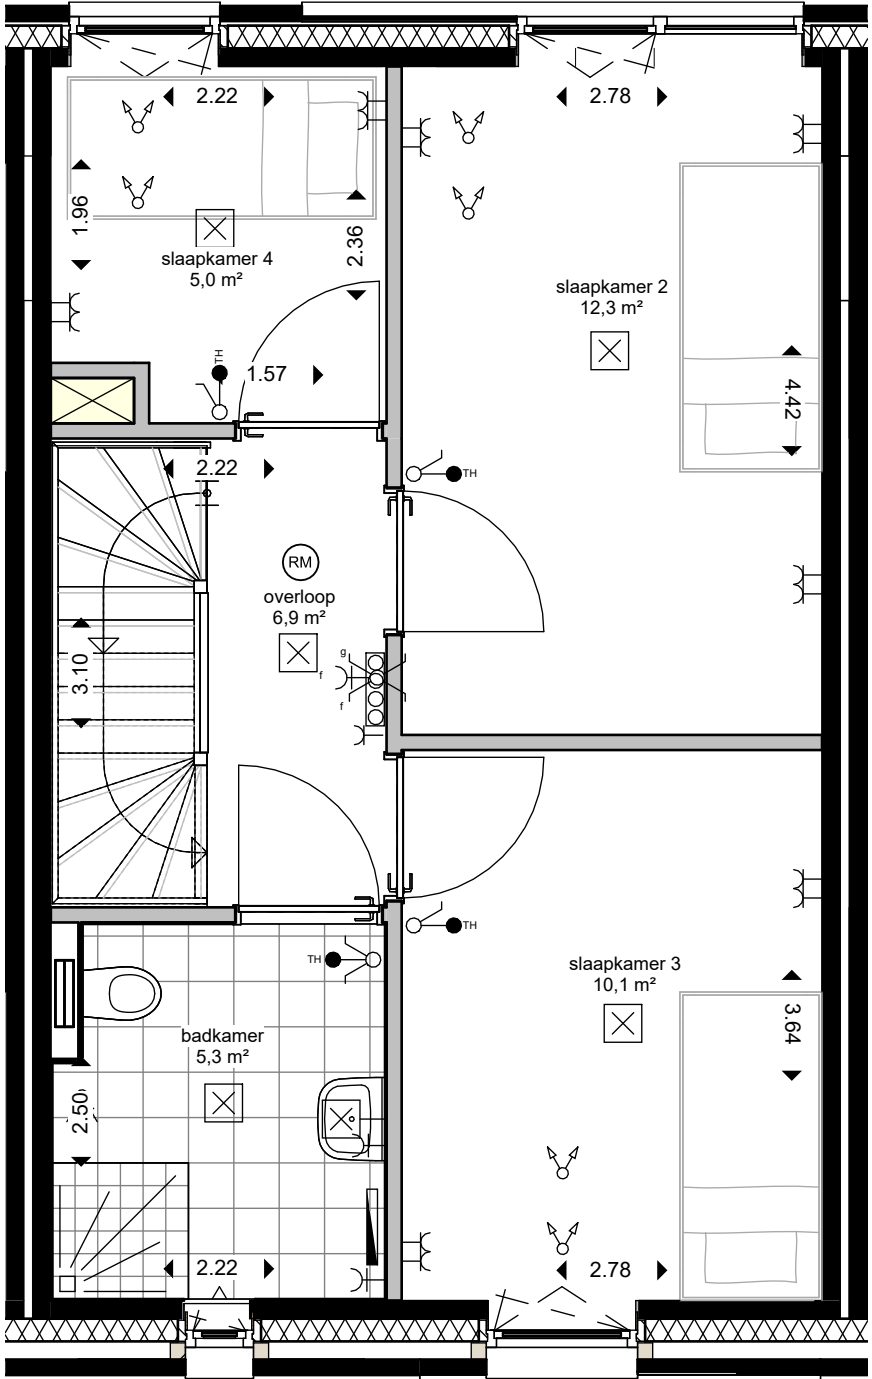 2.22
2.78
1.96
2.36
slaapkamer 4
5,0 m²
slaapkamer 2
12,3 m²
TH
1.57
4.42
2.22
TH
RM
overloop
6,9 m²
g
f
f
3.10
TH
TH
slaapkamer 3
10,1 m²
3.64
badkamer
5,3 m²
2.50
2.22
2.78